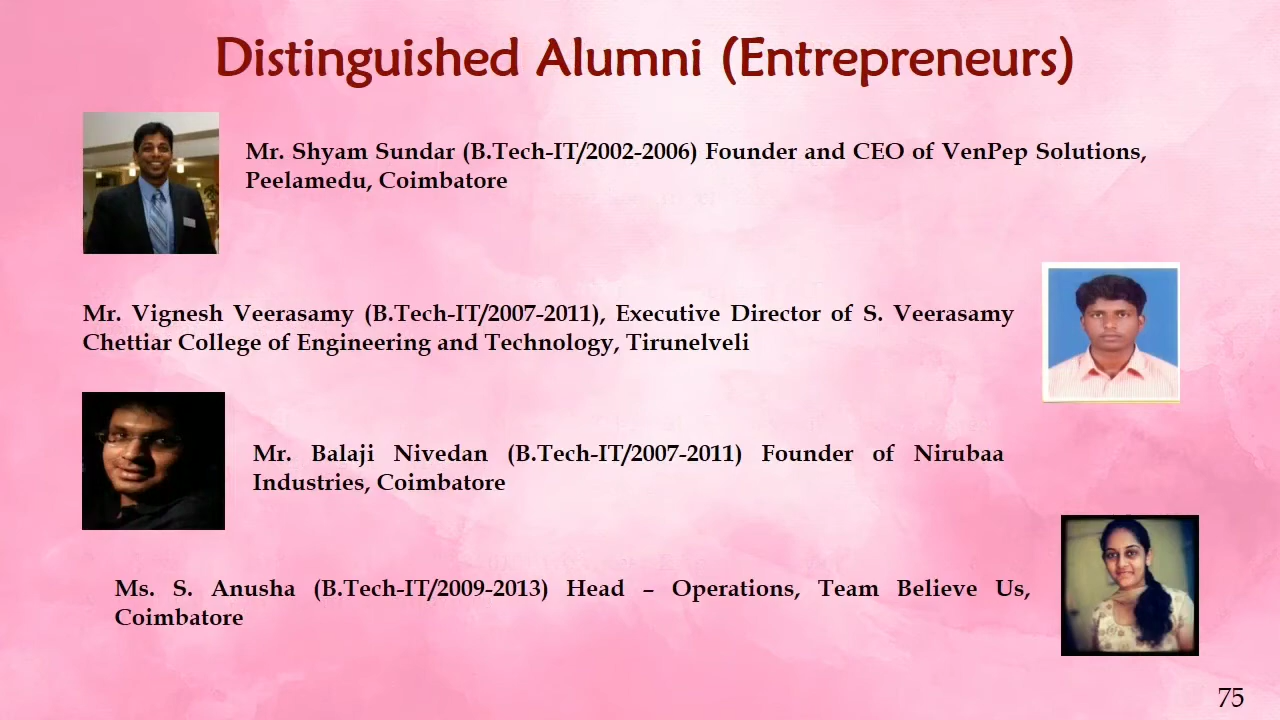 Distinguished Alumni (Entrepreneurs)
Mr. Shyam Sundar (B.Tech-IT/2002-2006) Founder and CEO of VenPep Solutions,
Peelamedu, Coimbatore
Mr. Vignesh Veerasamy (B.Tech-IT/2007-2011), Executive Director of S. Veerasamy
Chettiar College of Engineering and Technology, Tirunelveli
Mr. Balaji Nivedan (B.Tech-IT/2007-2011) Founder of Nirubaa
Industries, Coimbatore
Ms. S. Anusha (B.Tech-IT/2009-2013) Head – Operations, Team Believe Us,
Coimbatore
75